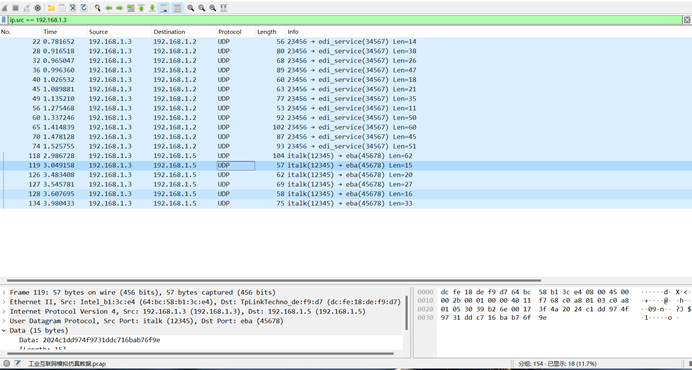 ip.src == 192.168.1.3
No. Time Source Destination Protocol Length Info
22 0.781652 192.168.1.3 192.168.1.2 UDP 56 23456 → edi_service(34567) Len=14
28 0.916518 192.168.1.3 192.168.1.2 UDP 80 23456 → edi_service(34567) Len=38
32 0.965047 192.168.1.3 192.168.1.2 UDP 68 23456 → edi_service(34567) Len=26
36 0.996360 192.168.1.3 192.168.1.2 UDP 89 23456 → edi_service(34567) Len=47
40 1.026532 192.168.1.3 192.168.1.2 UDP 60 23456 → edi_service(34567) Len=18
45 1.089881 192.168.1.3 192.168.1.2 UDP 63 23456 → edi_service(34567) Len=21
49 1.135210 192.168.1.3 192.168.1.2 UDP 77 23456 → edi_service(34567) Len=35
56 1.275468 192.168.1.3 192.168.1.2 UDP 53 23456 → edi_service(34567) Len=11
60 1.337246 192.168.1.3 192.168.1.2 UDP 92 23456 → edi_service(34567) Len=50
65 1.414839 192.168.1.3 192.168.1.2 UDP 102 23456 → edi_service(34567) Len=60
70 1.478128 192.168.1.3 192.168.1.2 UDP 87 23456 → edi_service(34567) Len=45
74 1.525755 192.168.1.3 192.168.1.2 UDP 93 23456 → edi_service(34567) Len=51
118 2.986728 192.168.1.3 192.168.1.5 UDP 104 italk(12345) → eba(45678) Len=62
119 3.049158 192.168.1.3 192.168.1.5 UDP 57 italk(12345) → eba(45678) Len=15
126 3.483408 192.168.1.3 192.168.1.5 UDP 62 italk(12345) → eba(45678) Len=20
127 3.545781 192.168.1.3 192.168.1.5 UDP 69 italk(12345) → eba(45678) Len=27
128 3.607695 192.168.1.3 192.168.1.5 UDP 58 italk(12345) → eba(45678) Len=16
134 3.980433 192.168.1.3 192.168.1.5 UDP 75 italk(12345) → eba(45678) Len=33
Frame 119: 57 bytes on wire (456 bits), 57 bytes captured (456 bits)
Ethernet II, Src: Intel_b1:3c:e4 (64:bc:58:b1:3c:e4), Dst: TpLinkTechno_de:f9:d7 (dc:fe:18:de:f9:d7)
Internet Protocol Version 4, Src: 192.168.1.3 (192.168.1.3), Dst: 192.168.1.5 (192.168.1.5)
User Datagram Protocol, Src Port: italk (12345), Dst Port: eba (45678)
Data (15 bytes)
Data: 2024c1dd974f9731ddc716bab76f9e
[Length: 15]
0000 dc fe 18 de f9 d7 64 bc 58 b1 3c e4 08 00 45 00 ······d· X·<···E·
0010 00 2b 00 01 00 00 40 11 f7 68 c0 a8 01 03 c0 a8
0020 01 05 30 39 b2 6e 00 17 3f 4a 20 24 c1 dd 97 4f
0030 97 31 dd c7 16 ba b7 6f 9e
工业互联网模拟仿真数据.pcap
分组: 154 · 已显示: 18 (11.7%)